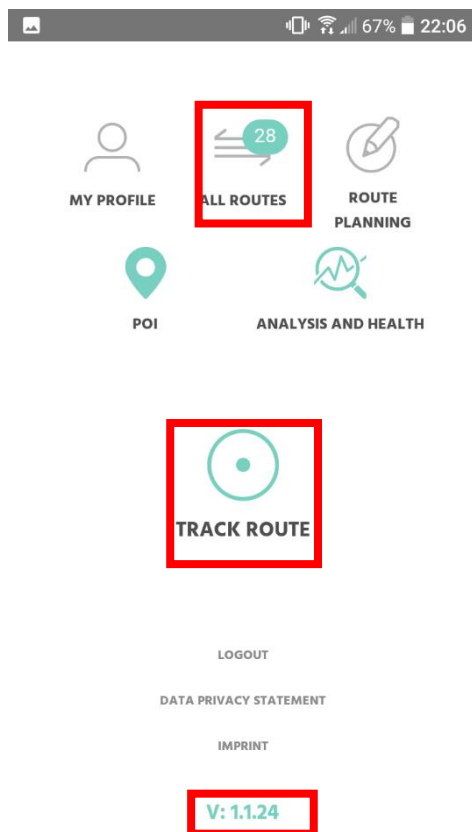 67% 22:06
28
MY PROFILE
ALL ROUTES
ROUTE
PLANNING
POI
ANALYSIS AND HEALTH
TRACK ROUTE
LOGOUT
DATA PRIVACY STATEMENT
IMPRINT
V: 1.1.24